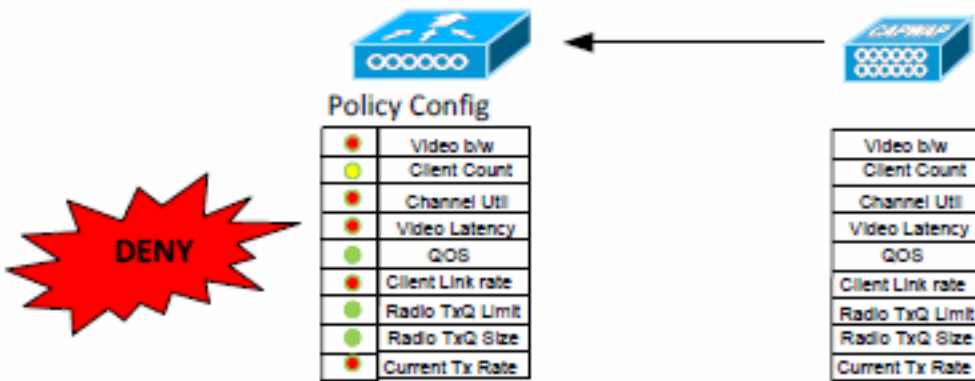 CAPWAP
Policy Config
Video b/w
Client Count
Channel Util
Video Latency
QOS
Client Link rate
Radio TxQ Limit
Radio TxQ Size
Current Tx Rate
DENY
Video b/w
Client Count
Channel Util
Video Latency
QOS
Client Link rate
Radio TxQ Limit
Radio TxQ Size
Current Tx Rate